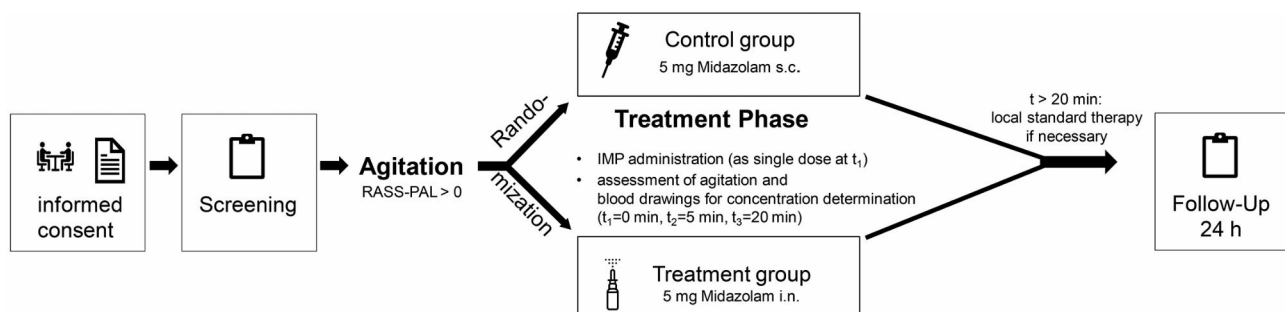 informed
consent
Screening
Agitation
RASS-PAL > 0
Rando-
mization
Control group
5 mg Midazolam s.c.
Treatment Phase
• IMP administration (as single dose at t₁)
• assessment of agitation and
blood drawings for concentration determination
(t₁=0 min, t₂=5 min, t₃=20 min)
Treatment group
5 mg Midazolam i.n.
t > 20 min:
local standard therapy
if necessary
Follow-Up
24 h